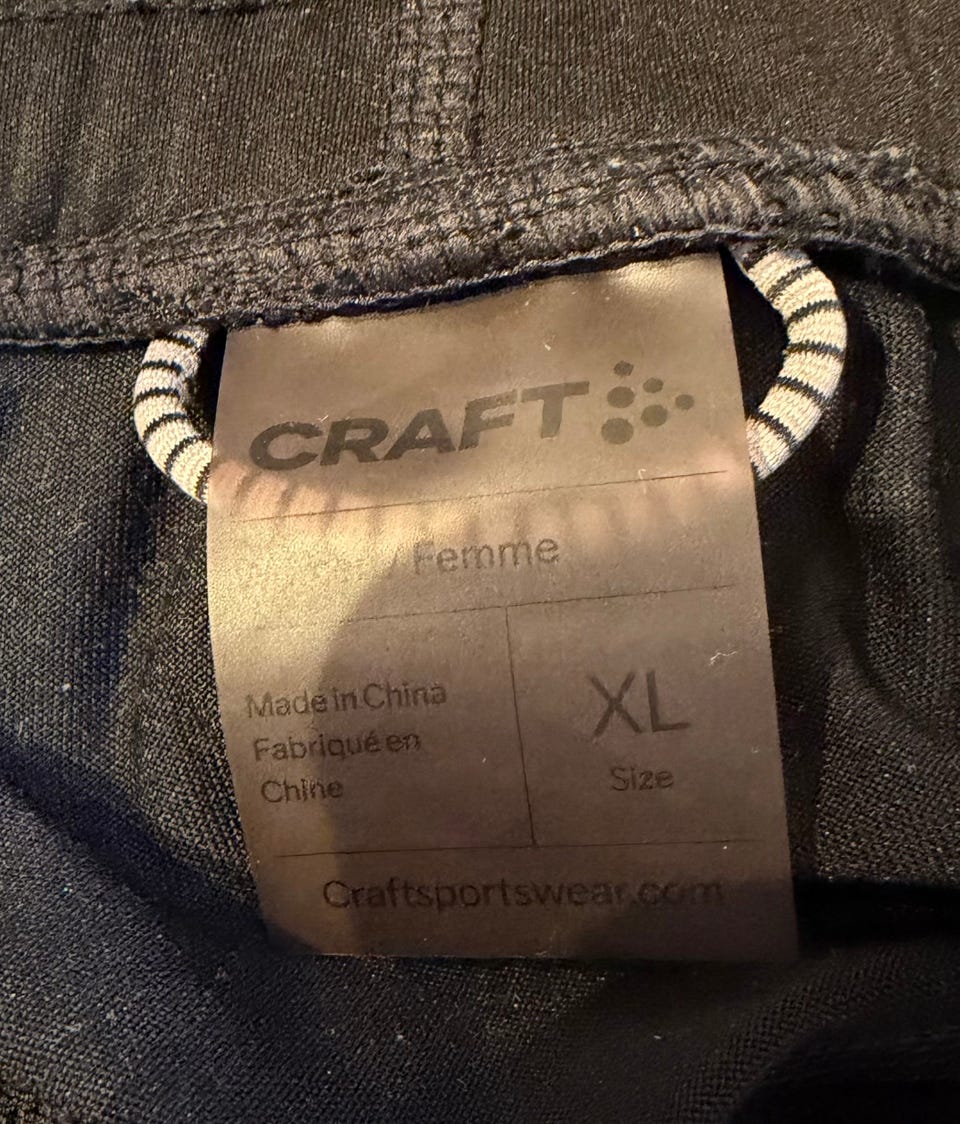 CRAFT
/ Femme
Made in China
Fabriqué en
Chine
XL
Size
Craftsportswear.com